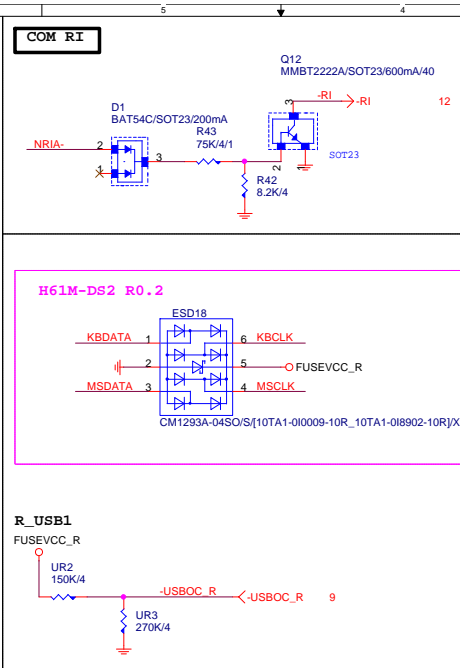 5
4
COM RI
Q12
MMBT2222A/SOT23/600mA/40
-RI
-RI
12
3
D1
BAT54C/SOT23/200mA
R43
75K/4/1
NRIA-
2
1
3
2
1
SOT23
R42
8.2K/4
H61M-DS2 R0.2
ESD18
KBDATA
1
6
KBCLK
2
5
FUSEVCC_R
MSDATA
3
4
MSCLK
CM1293A-04SO/S/[10TA1-0I0009-10R_10TA1-0I8902-10R]/X
R_USB1
FUSEVCC_R
UR2
150K/4
-USBOC_R
-USBOC_R
9
UR3
270K/4